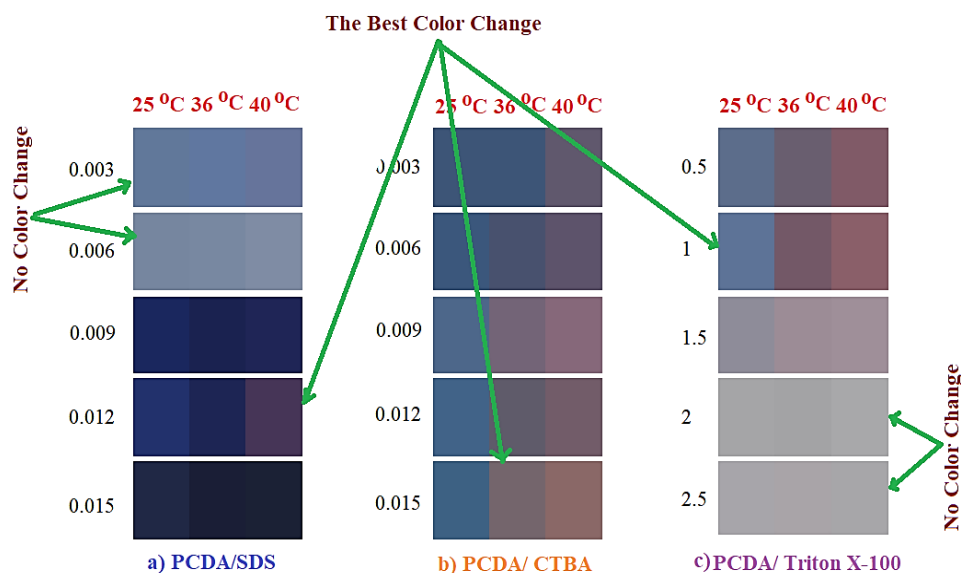 The Best Color Change
25 ⁰C 36 ⁰C 40 ⁰C
25 ⁰C 36 ⁰C 40 ⁰C
25 ⁰C 36 ⁰C 40 ⁰C
No Color Change
0.003
0.006
0.009
0.012
0.015
0.003
0.006
0.009
0.012
0.015
0.5
1
1.5
2
2.5
No Color Change
a) PCDA/SDS
b) PCDA/ CTBA
c) PCDA/ Triton X-100